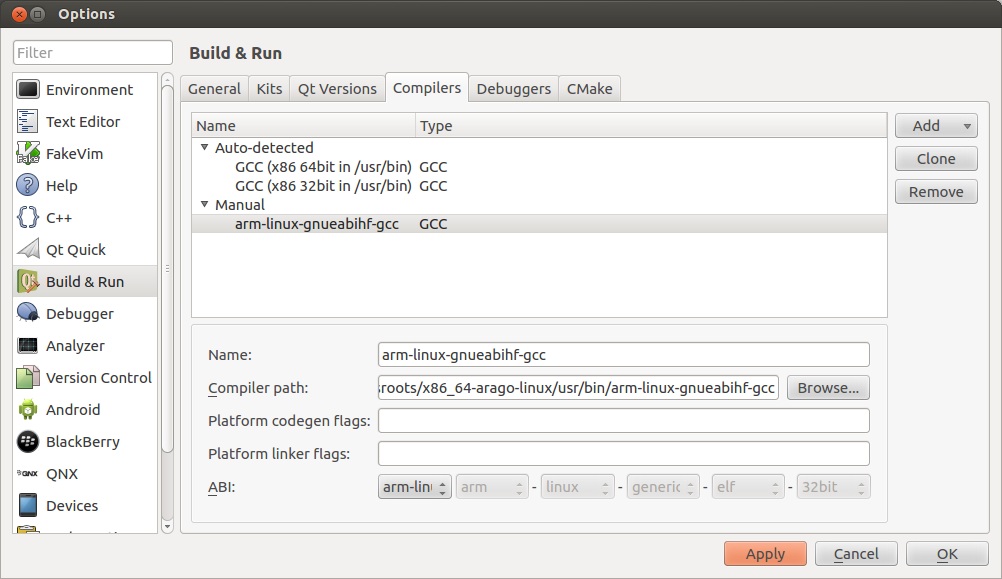 Options
Filter
Environment
Text Editor
FakeVim
Help
C++
Qt Quick
Build & Run
Debugger
Analyzer
Version Control
Android
BlackBerry
QNX
Devices
Build & Run
General Kits Qt Versions Compilers Debuggers CMake
Name Type
Auto-detected
GCC (x86 64bit in /usr/bin) GCC
GCC (x86 32bit in /usr/bin) GCC
Manual
arm-linux-gnueabihf-gcc GCC
Add
Clone
Remove
Name: arm-linux-gnueabihf-gcc
Compiler path: roots/x86_64-arago-linux/usr/bin/arm-linux-gnueabihf-gcc Browse...
Platform codegen flags:
Platform linker flags:
ABI: arm-linu arm - linux - generic - elf - 32bit
Apply Cancel OK